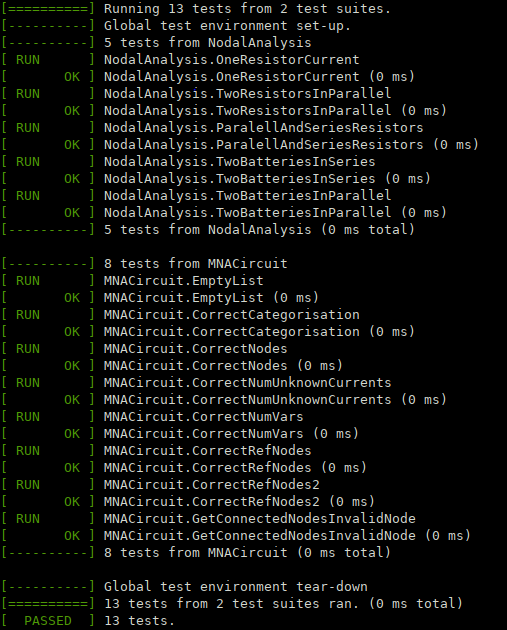 [==========] Running 13 tests from 2 test suites.
[----------] Global test environment set-up.
[----------] 5 tests from NodalAnalysis
[ RUN      ] NodalAnalysis.OneResistorCurrent
[       OK ] NodalAnalysis.OneResistorCurrent (0 ms)
[ RUN      ] NodalAnalysis.TwoResistorsInParallel
[       OK ] NodalAnalysis.TwoResistorsInParallel (0 ms)
[ RUN      ] NodalAnalysis.ParalellAndSeriesResistors
[       OK ] NodalAnalysis.ParalellAndSeriesResistors (0 ms)
[ RUN      ] NodalAnalysis.TwoBatteriesInSeries
[       OK ] NodalAnalysis.TwoBatteriesInSeries (0 ms)
[ RUN      ] NodalAnalysis.TwoBatteriesInParallel
[       OK ] NodalAnalysis.TwoBatteriesInParallel (0 ms)
[----------] 5 tests from NodalAnalysis (0 ms total)
[----------] 8 tests from MNACircuit
[ RUN      ] MNACircuit.EmptyList
[       OK ] MNACircuit.EmptyList (0 ms)
[ RUN      ] MNACircuit.CorrectCategorisation
[       OK ] MNACircuit.CorrectCategorisation (0 ms)
[ RUN      ] MNACircuit.CorrectNodes
[       OK ] MNACircuit.CorrectNodes (0 ms)
[ RUN      ] MNACircuit.CorrectNumUnknownCurrents
[       OK ] MNACircuit.CorrectNumUnknownCurrents (0 ms)
[ RUN      ] MNACircuit.CorrectNumVars
[       OK ] MNACircuit.CorrectNumVars (0 ms)
[ RUN      ] MNACircuit.CorrectRefNodes
[       OK ] MNACircuit.CorrectRefNodes (0 ms)
[ RUN      ] MNACircuit.CorrectRefNodes2
[       OK ] MNACircuit.CorrectRefNodes2 (0 ms)
[ RUN      ] MNACircuit.GetConnectedNodesInvalidNode
[       OK ] MNACircuit.GetConnectedNodesInvalidNode (0 ms)
[----------] 8 tests from MNACircuit (0 ms total)
[----------] Global test environment tear-down
[==========] 13 tests from 2 test suites ran. (0 ms total)
[  PASSED  ] 13 tests.